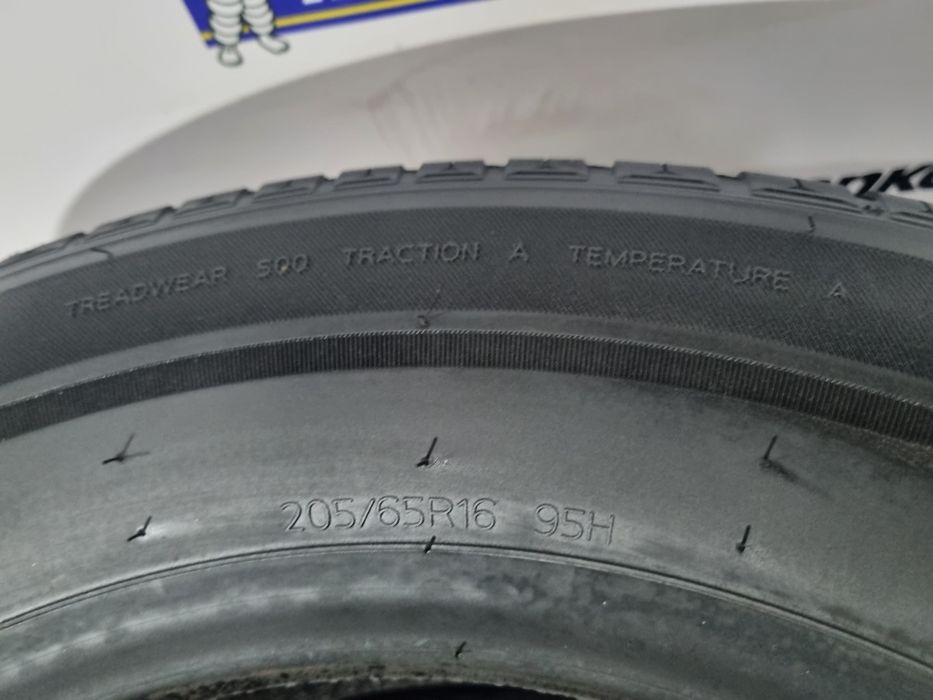 TREADWEAR 500 TRACTION A TEMPERATURE A
205/65R16 95H